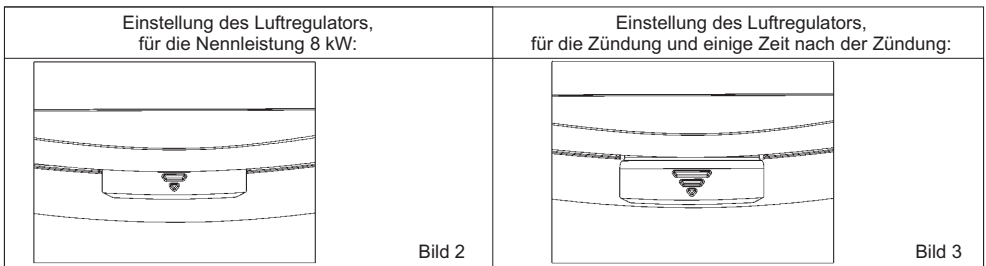 Einstellung des Luftregulators,
für die Nennleistung 8 kW:
Bild 2
Einstellung des Luftregulators,
für die Zündung und einige Zeit nach der Zündung:
Bild 3